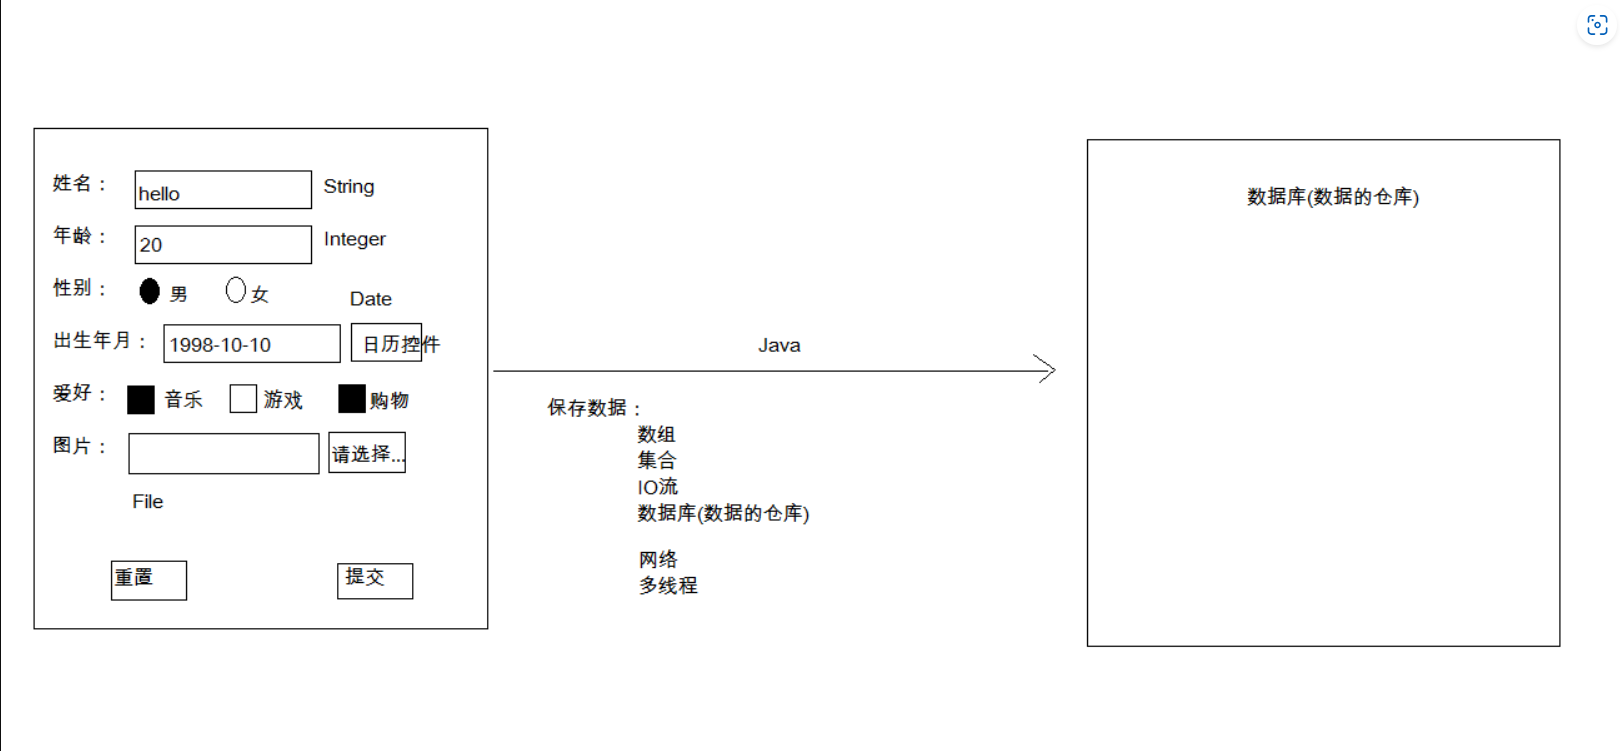 姓名： hello String
年龄： 20 Integer
性别： 男 女
Date
出生年月： 1998-10-10 日历控件
爱好： 音乐 游戏 购物
图片： 请选择...
File
重置 提交
Java
保存数据：
数组
集合
IO流
数据库(数据的仓库)
网络
多线程
数据库(数据的仓库)